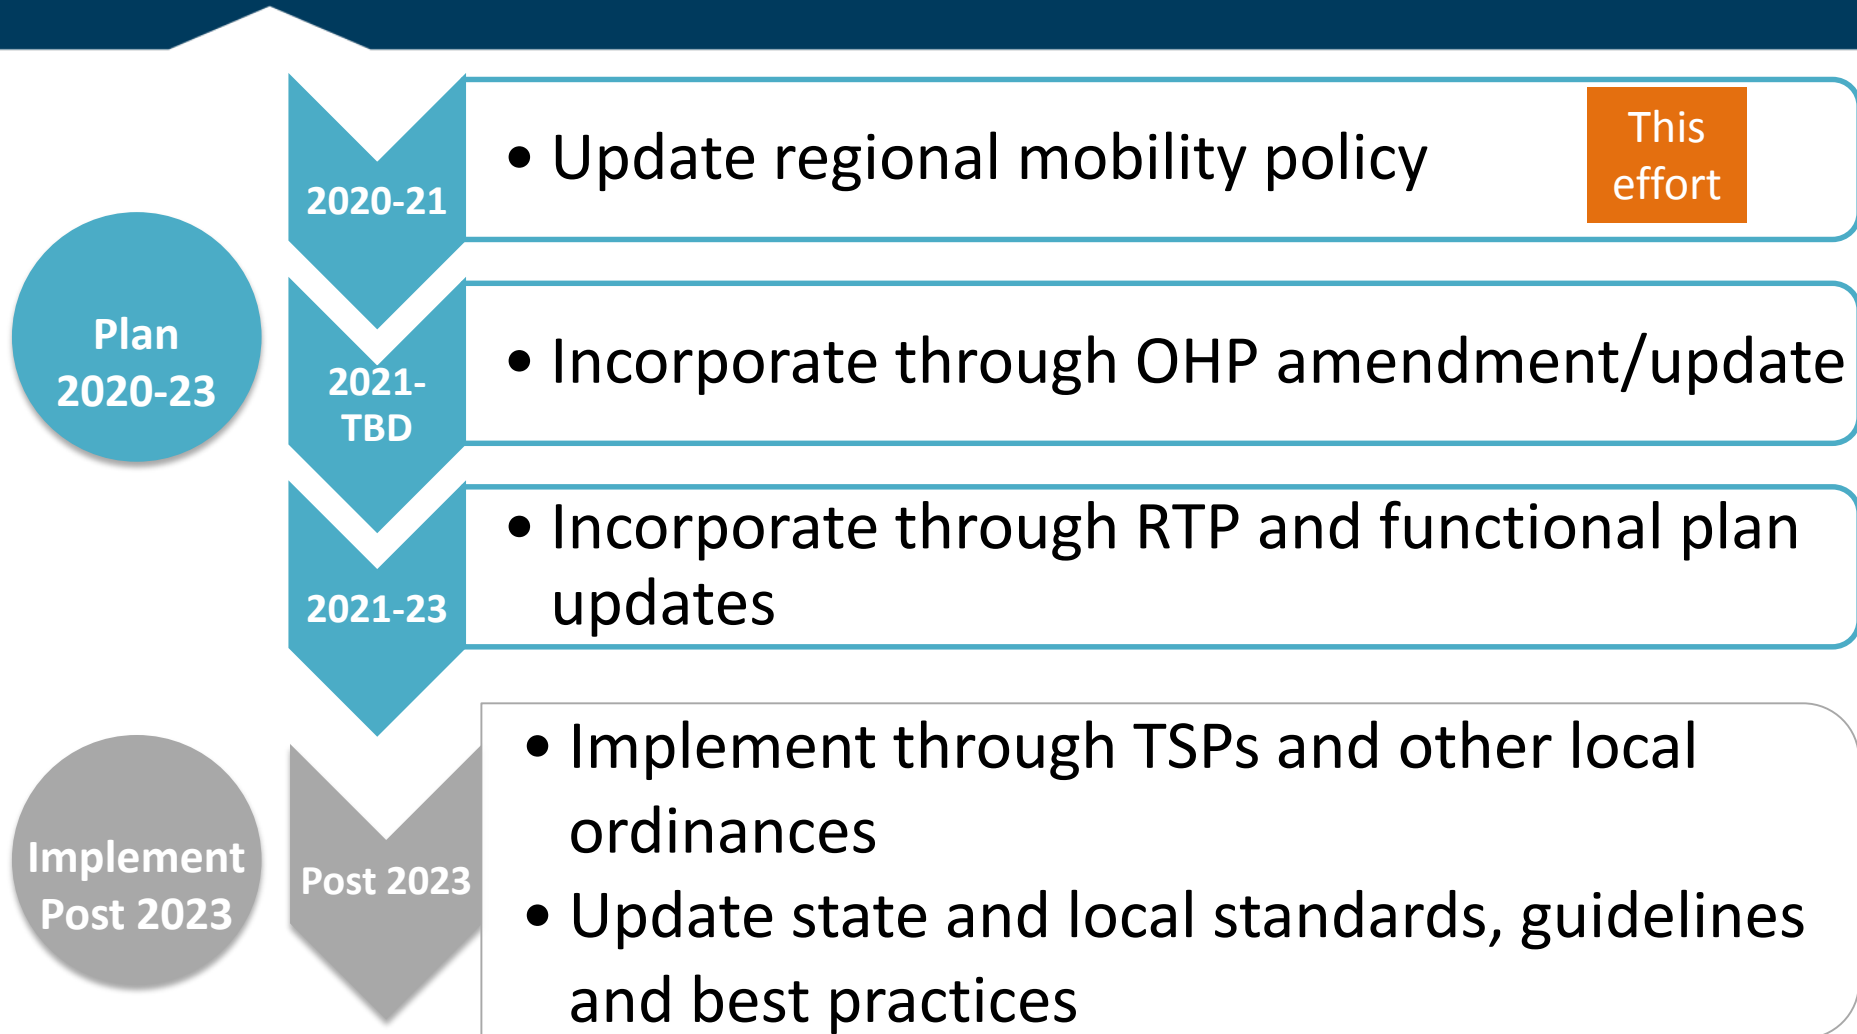 2020-21
• Update regional mobility policy
This
effort
Plan
2020-23
2021-
TBD
• Incorporate through OHP amendment/update
2021-23
• Incorporate through RTP and functional plan
updates
Implement
Post 2023
Post 2023
• Implement through TSPs and other local
ordinances
• Update state and local standards, guidelines
and best practices